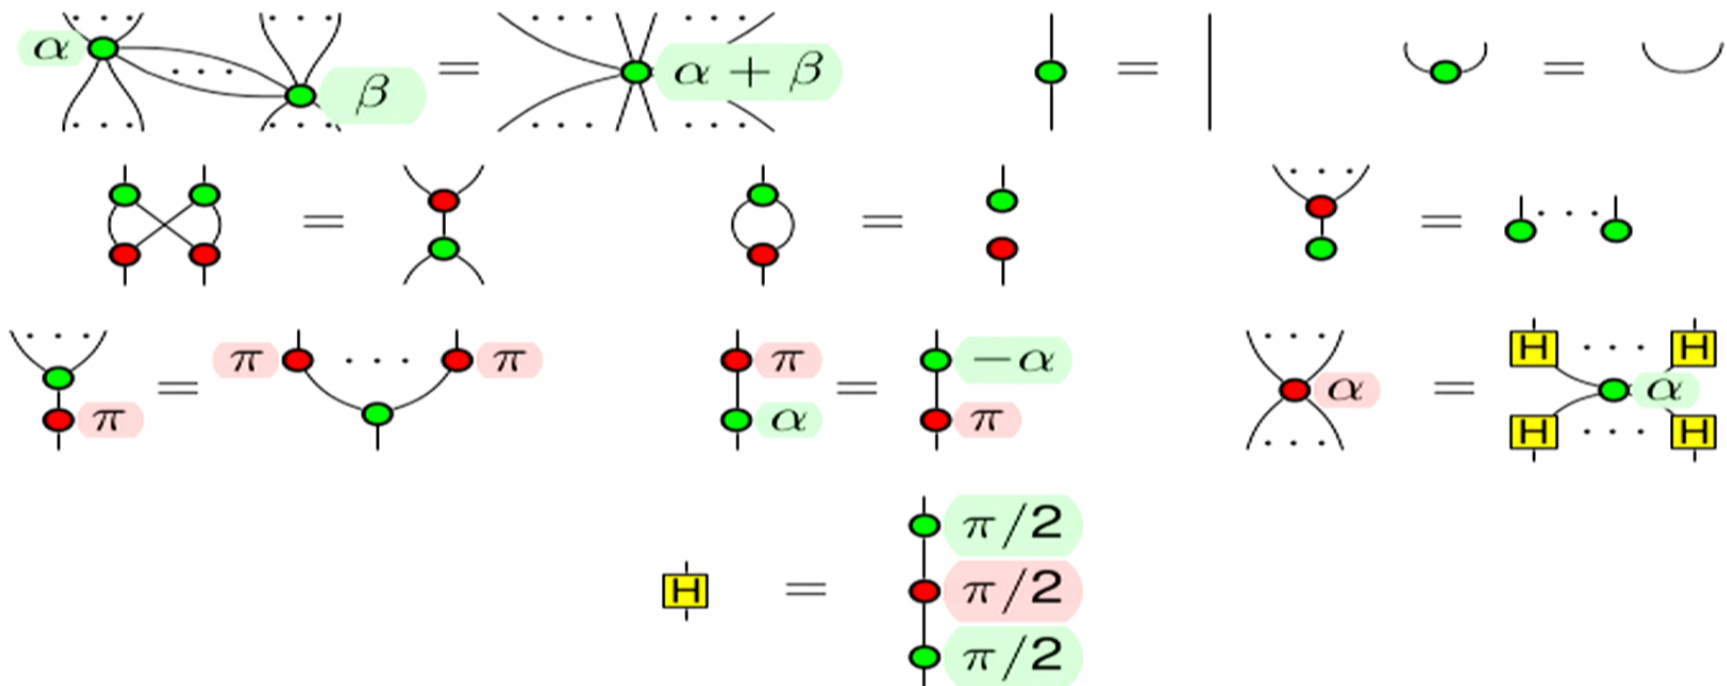 α β = α + β = =
= = =
π = π ... π π α = −α π α = α H H H H
H = π/2 π/2 π/2